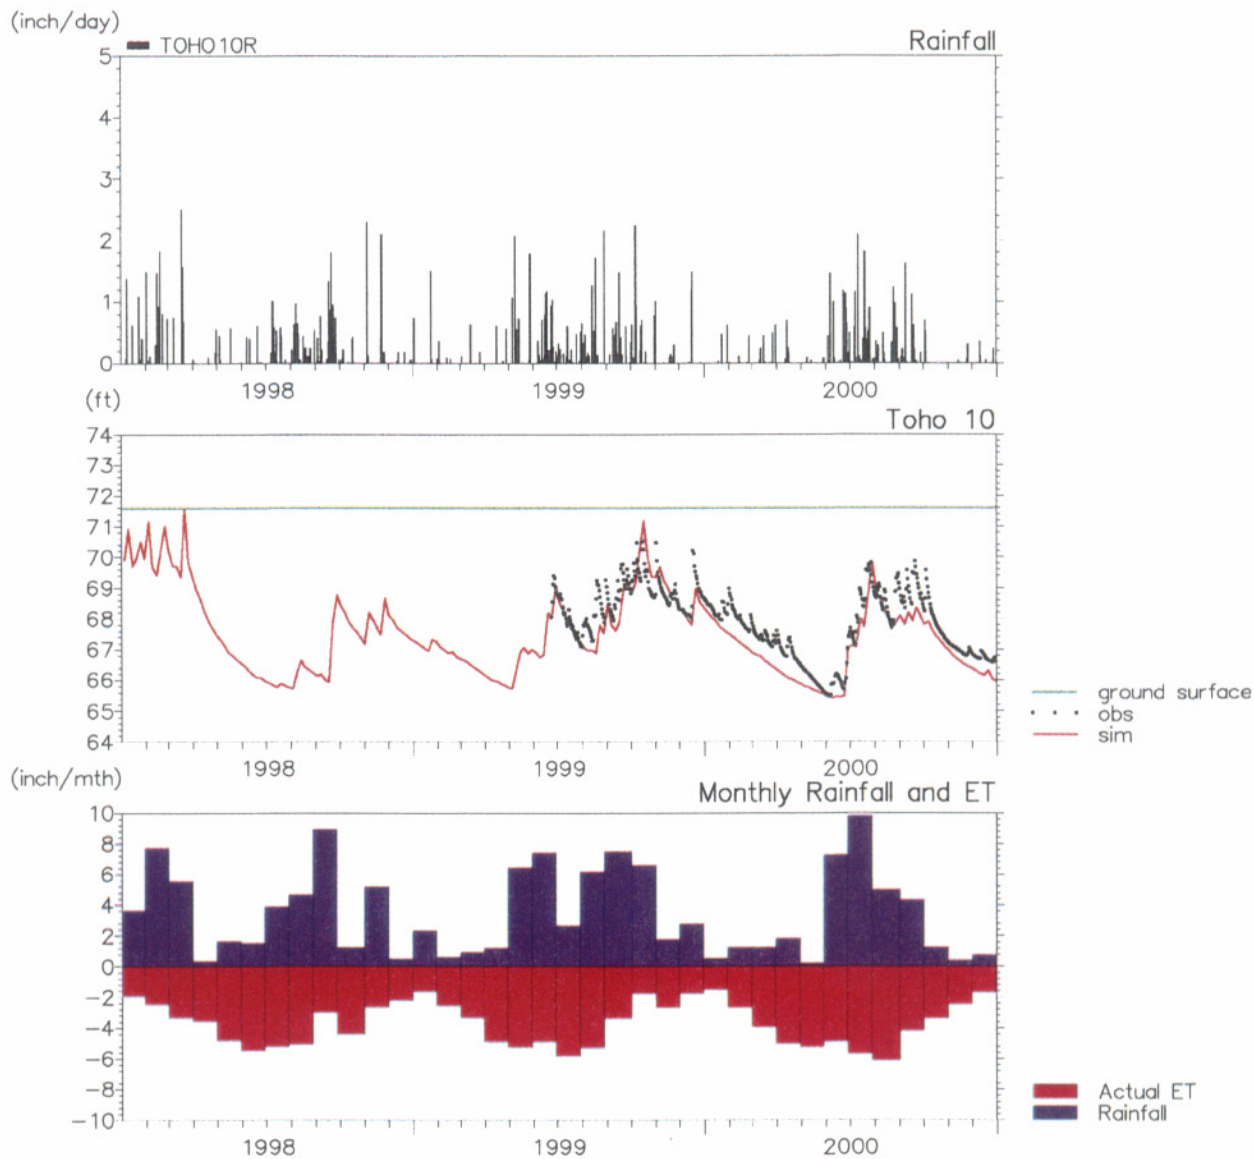 (inch/day)
TOHO10R
Rainfall
5
4
3
2
1
0
1998 1999 2000
(ft)
Toho 10
74
73
72
71
70
69
68
67
66
65
64
ground surface
obs
sim
1998 1999 2000
(inch/mth)
Monthly Rainfall and ET
10
8
6
4
2
0
-2
-4
-6
-8
-10
Actual ET
Rainfall
1998 1999 2000